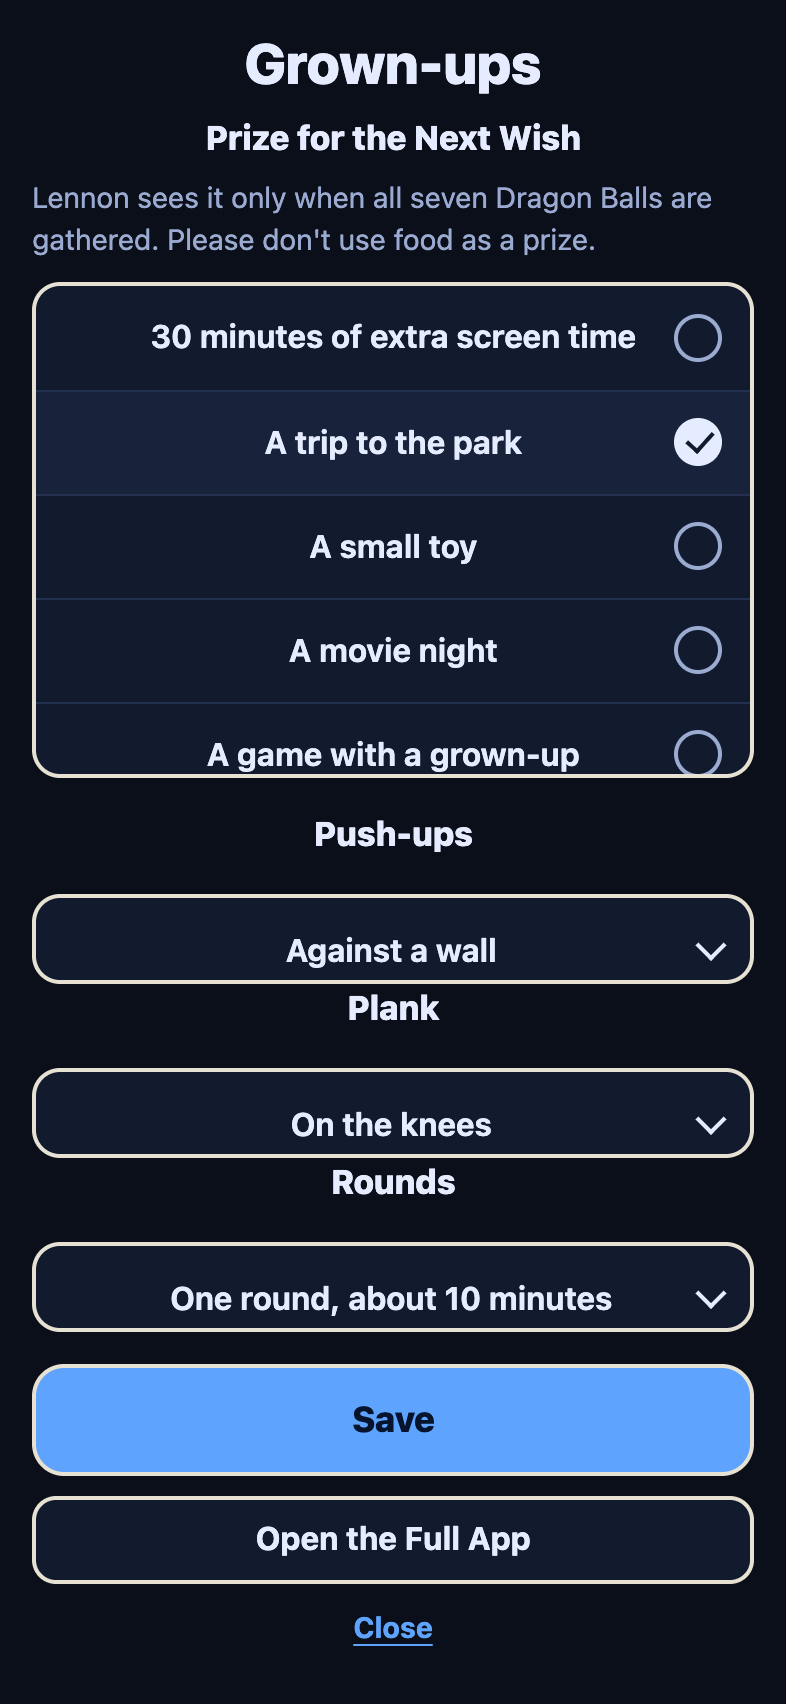 Grown-ups
Prize for the Next Wish
Lennon sees it only when all seven Dragon Balls are
gathered. Please don't use food as a prize.
30 minutes of extra screen time
A trip to the park
A small toy
A movie night
A game with a grown-up
Push-ups
Against a wall
Plank
On the knees
Rounds
One round, about 10 minutes
Save
Open the Full App
Close